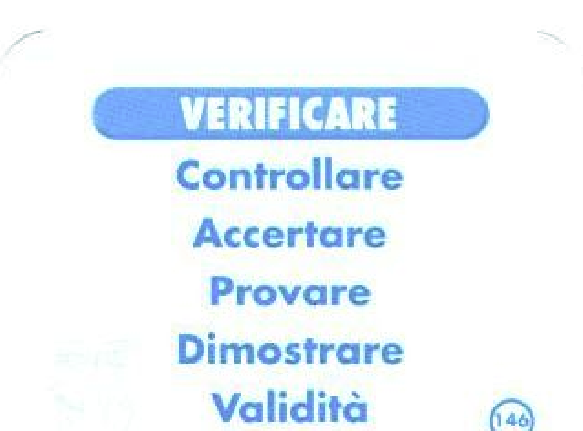 VERIFICARE
Controllare
Accertare
Provare
Dimostrare
Validità
146